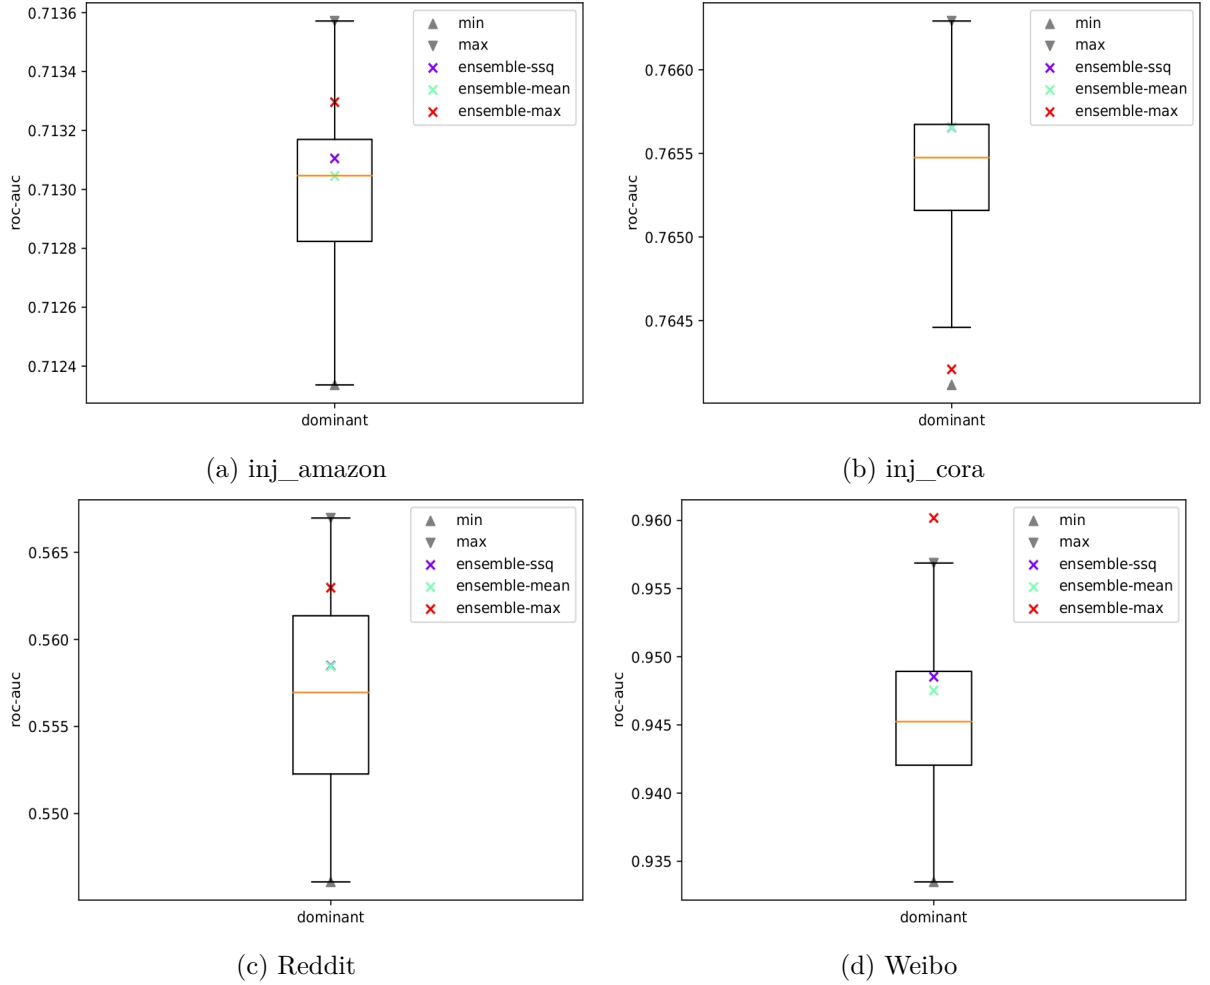 0.7136
0.7134
0.7132
0.7130
0.7128
0.7126
0.7124
roc-auc
dominant
min
max
ensemble-ssq
ensemble-mean
ensemble-max
(a) inj_amazon
0.7660
0.7655
0.7650
0.7645
roc-auc
dominant
min
max
ensemble-ssq
ensemble-mean
ensemble-max
(b) inj_cora
0.565
0.560
0.555
0.550
roc-auc
dominant
min
max
ensemble-ssq
ensemble-mean
ensemble-max
(c) Reddit
0.960
0.955
0.950
0.945
0.940
0.935
roc-auc
dominant
min
max
ensemble-ssq
ensemble-mean
ensemble-max
(d) Weibo